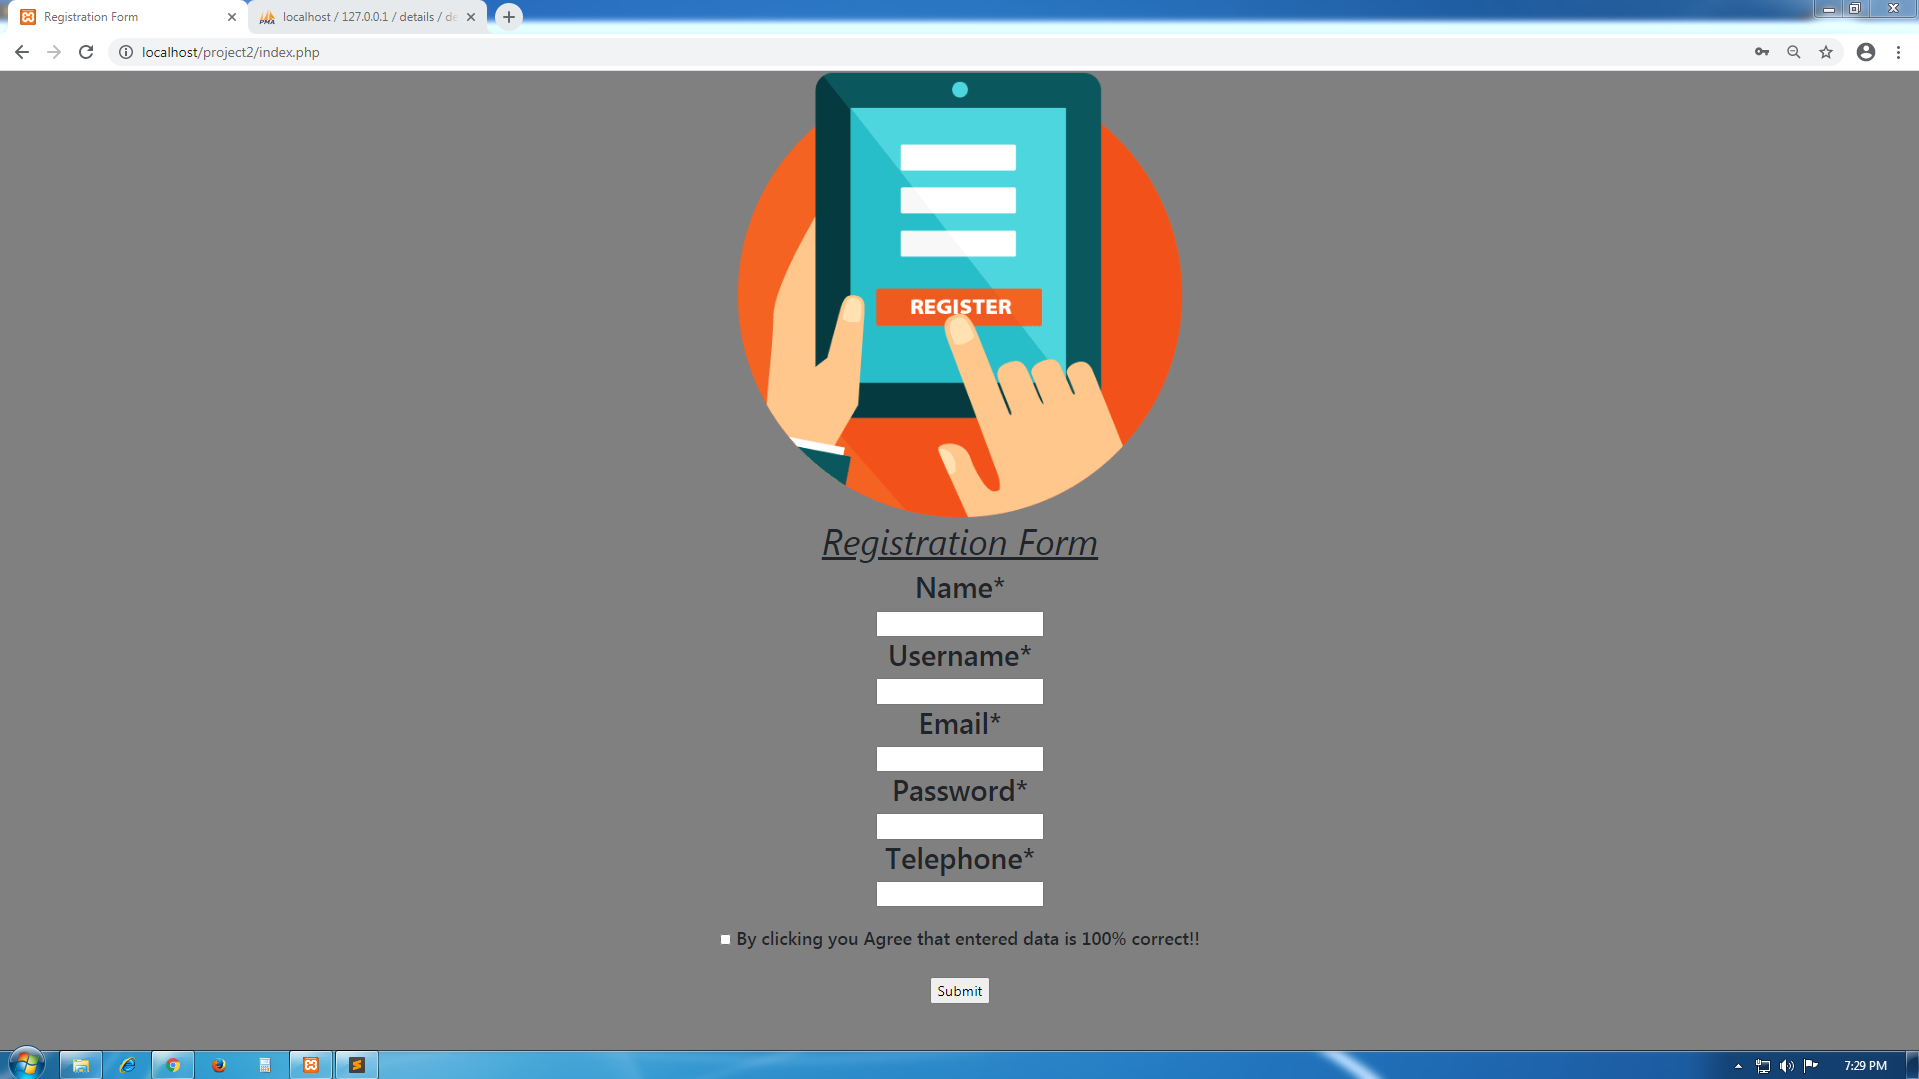 Registration Form
localhost / 127.0.0.1 / details / de
localhost/project2/index.php
REGISTER
Registration Form
Name*
Username*
Email*
Password*
Telephone*
By clicking you Agree that entered data is 100% correct!!
Submit
7:29 PM